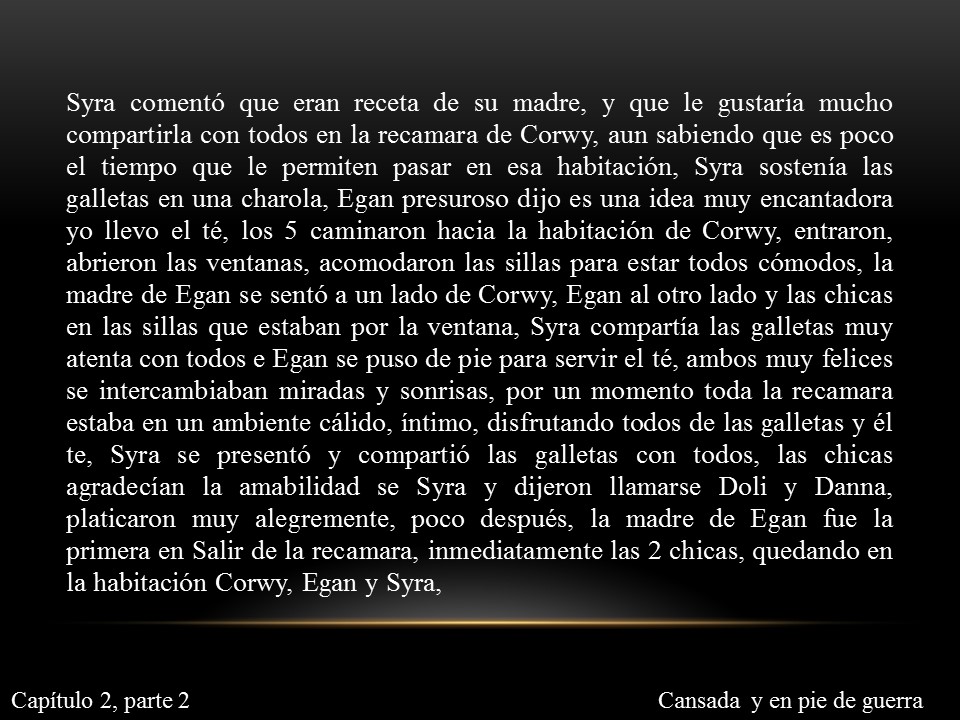 Syra comentó que eran receta de su madre, y que le gustaría mucho
compartirla con todos en la recamara de Corwy, aun sabiendo que es poco
el tiempo que le permiten pasar en esa habitación, Syra sostenía las
galletas en una charola, Egan presuroso dijo es una idea muy encantadora
yo llevo el té, los 5 caminaron hacia la habitación de Corwy, entraron,
abrieron las ventanas, acomodaron las sillas para estar todos cómodos, la
madre de Egan se sentó a un lado de Corwy, Egan al otro lado y las chicas
en las sillas que estaban por la ventana, Syra compartía las galletas muy
atenta con todos e Egan se puso de pie para servir el té, ambos muy felices
se intercambiaban miradas y sonrisas, por un momento toda la recamara
estaba en un ambiente cálido, íntimo, disfrutando todos de las galletas y él
te, Syra se presentó y compartió las galletas con todos, las chicas
agradecían la amabilidad se Syra y dijeron llamarse Doli y Danna,
platicaron muy alegremente, poco después, la madre de Egan fue la
primera en Salir de la recamara, inmediatamente las 2 chicas, quedando en
la habitación Corwy, Egan y Syra,
Capítulo 2, parte 2
Cansada y en pie de guerra